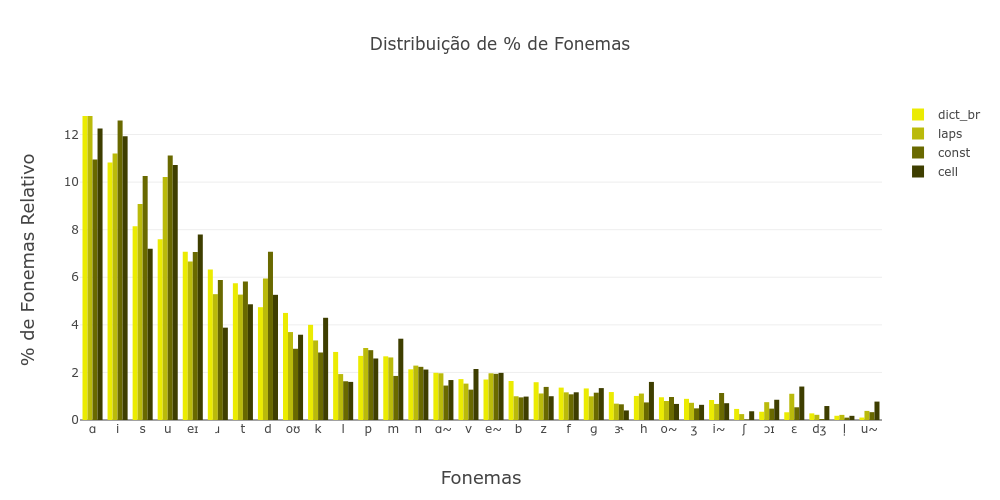 Distribuição de % de Fonemas
dict_br
laps
const
cell
% de Fonemas Relativo
12
10
8
6
4
2
0
ɑ i s u eɪ ɹ t d oʊ k l p m n ɑ~ v e~ b z f ɡ ɝ h o~ ʒ i~ ʃ ɔɪ ɛ dʒ l̩ u~
Fonemas